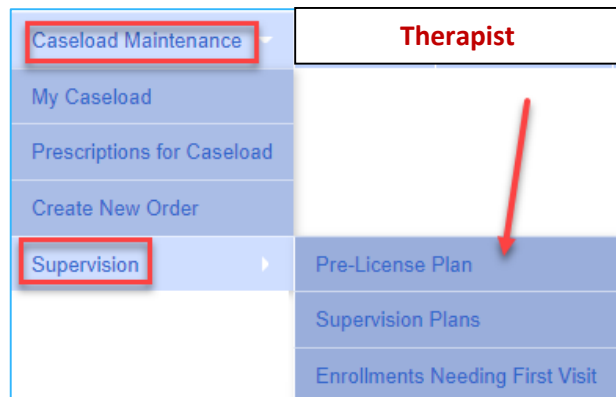 Caseload Maintenance
Therapist
My Caseload
Prescriptions for Caseload
Create New Order
Supervision
Pre-License Plan
Supervision Plans
Enrollments Needing First Visit